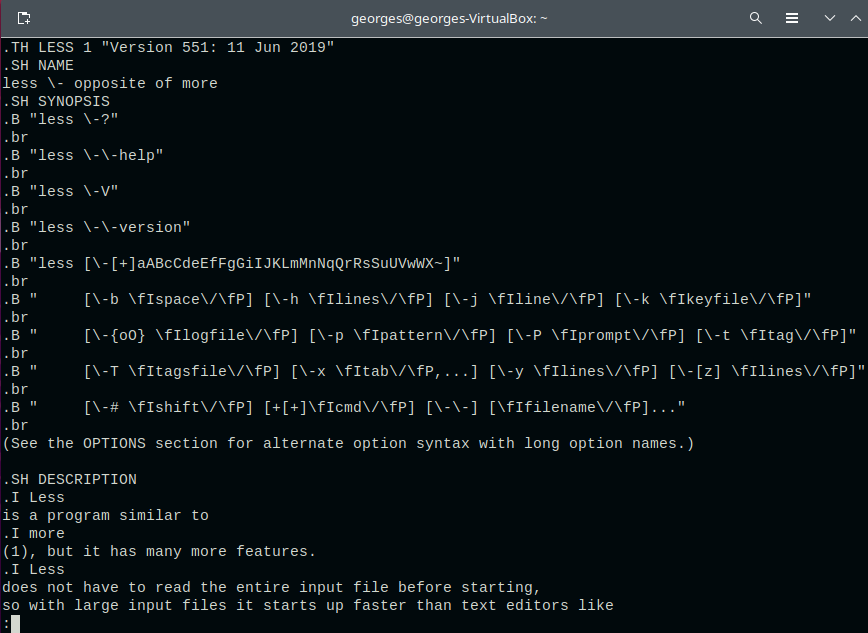 georges@georges-VirtualBox: ~
.TH LESS 1 "Version 551: 11 Jun 2019"
.SH NAME
less \- opposite of more
.SH SYNOPSIS
.B "less \-?"
.br
.B "less \-\-help"
.br
.B "less \-V"
.br
.B "less \-\-version"
.br
.B "less [\-[+]aABcCdeEfFgGiIJKLmMnNqQrRsSuUVwWX~]"
.br
.B "     [\-b \fIspace\/\fP] [\-h \fIlines\/\fP] [\-j \fIline\/\fP] [\-k \fIkeyfile\/\fP]"
.br
.B "     [\-{oO} \fIlogfile\/\fP] [\-p \fIpattern\/\fP] [\-P \fIprompt\/\fP] [\-t \fItag\/\fP]"
.br
.B "     [\-T \fItagsfile\/\fP] [\-x \fItab\/\fP,...] [\-y \fIlines\/\fP] [\-[z] \fIlines\/\fP]"
.br
.B "     [\-# \fIshift\/\fP] [+[+]\fIcmd\/\fP] [\-\-] [\fIfilename\/\fP]..."
.br
(See the OPTIONS section for alternate option syntax with long option names.)

.SH DESCRIPTION
.I Less
is a program similar to
.I more
(1), but it has many more features.
.I Less
does not have to read the entire input file before starting,
so with large input files it starts up faster than text editors like
: